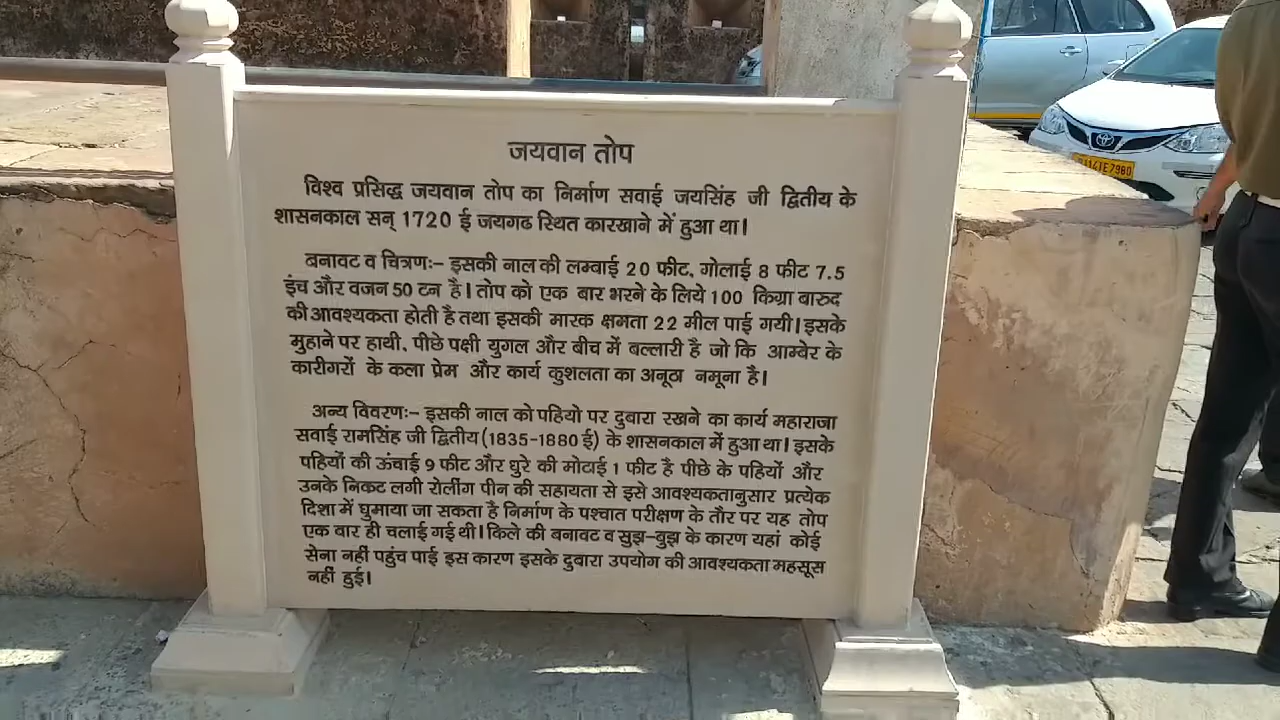 जयवान तोप
विश्व प्रसिद्ध जयवान तोप का निर्माण सवाई जयसिंह जी द्वितीय के
शासनकाल सन् 1720 ई जयगढ स्थित कारखाने में हुआ था।
बनावट व चित्रणः- इसकी नाल की लम्बाई 20 फीट, गोलाई 8 फीट 7.5
इंच और वजन 50 टन है। तोप को एक बार भरने के लिये 100 किग्रा बारुद
की आवश्यकता होती है तथा इसकी मारक क्षमता 22 मील पाई गयी। इसके
मुहाने पर हाथी, पीछे पक्षी युगल और बीच में बल्लारी है जो कि आम्बेर के
कारीगरों के कला प्रेम और कार्य कुशलता का अनूठा नमूना है।
अन्य विवरणः- इसकी नाल को पहियो पर दुबारा रखने का कार्य महाराजा
सवाई रामसिंह जी द्वितीय (1835-1880 ई) के शासनकाल में हुआ था। इसके
पहियों की ऊंचाई 9 फीट और घुरे की मोटाई 1 फीट है पीछे के पहियों और
उनके निकट लगी रोलींग पीन की सहायता से इसे आवश्यकतानुसार प्रत्येक
दिशा में घुमाया जा सकता है निर्माण के पश्चात परीक्षण के तौर पर यह तोप
एक बार ही चलाई गई थी। किले की बनावट व सुझ-बुझ के कारण यहां कोई
सेना नहीं पहुंच पाई इस कारण इसके दुबारा उपयोग की आवश्यकता महसूस
नहीं हुई।